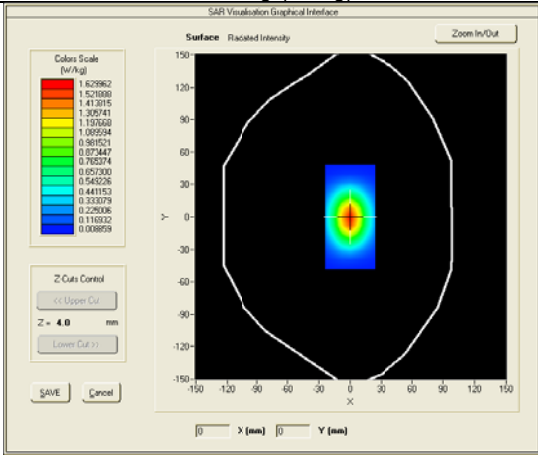 SAR Visualisation Graphical Interface
Surface Radiated Intensity
Zoom In/Out
Colors Scale
(W/kg)
1.629962
1.521888
1.413815
1.305741
1.197668
1.089594
0.981521
0.873447
0.765374
0.657300
0.549226
0.441153
0.333079
0.225006
0.116932
0.008859
Z-Cuts Control
<< Upper Cut
Z = 4.0 mm
Lower Cut >>
SAVE Cancel
150
120
90
60
30
0
-30
-60
-90
-120
-150
Y
-150 -120 -90 -60 -30 0 30 60 90 120 150
X
0 X (mm) 0 Y (mm)